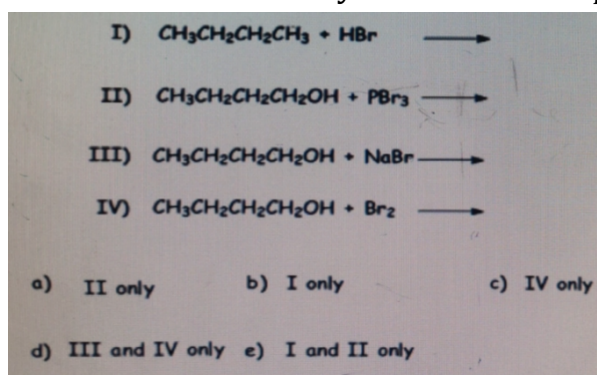 I) CH₃CH₂CH₂CH₃ + HBr ⟶
II) CH₃CH₂CH₂CH₂OH + PBr₃ ⟶
III) CH₃CH₂CH₂CH₂OH + NaBr ⟶
IV) CH₃CH₂CH₂CH₂OH + Br₂ ⟶
a) II only b) I only c) IV only
d) III and IV only e) I and II only